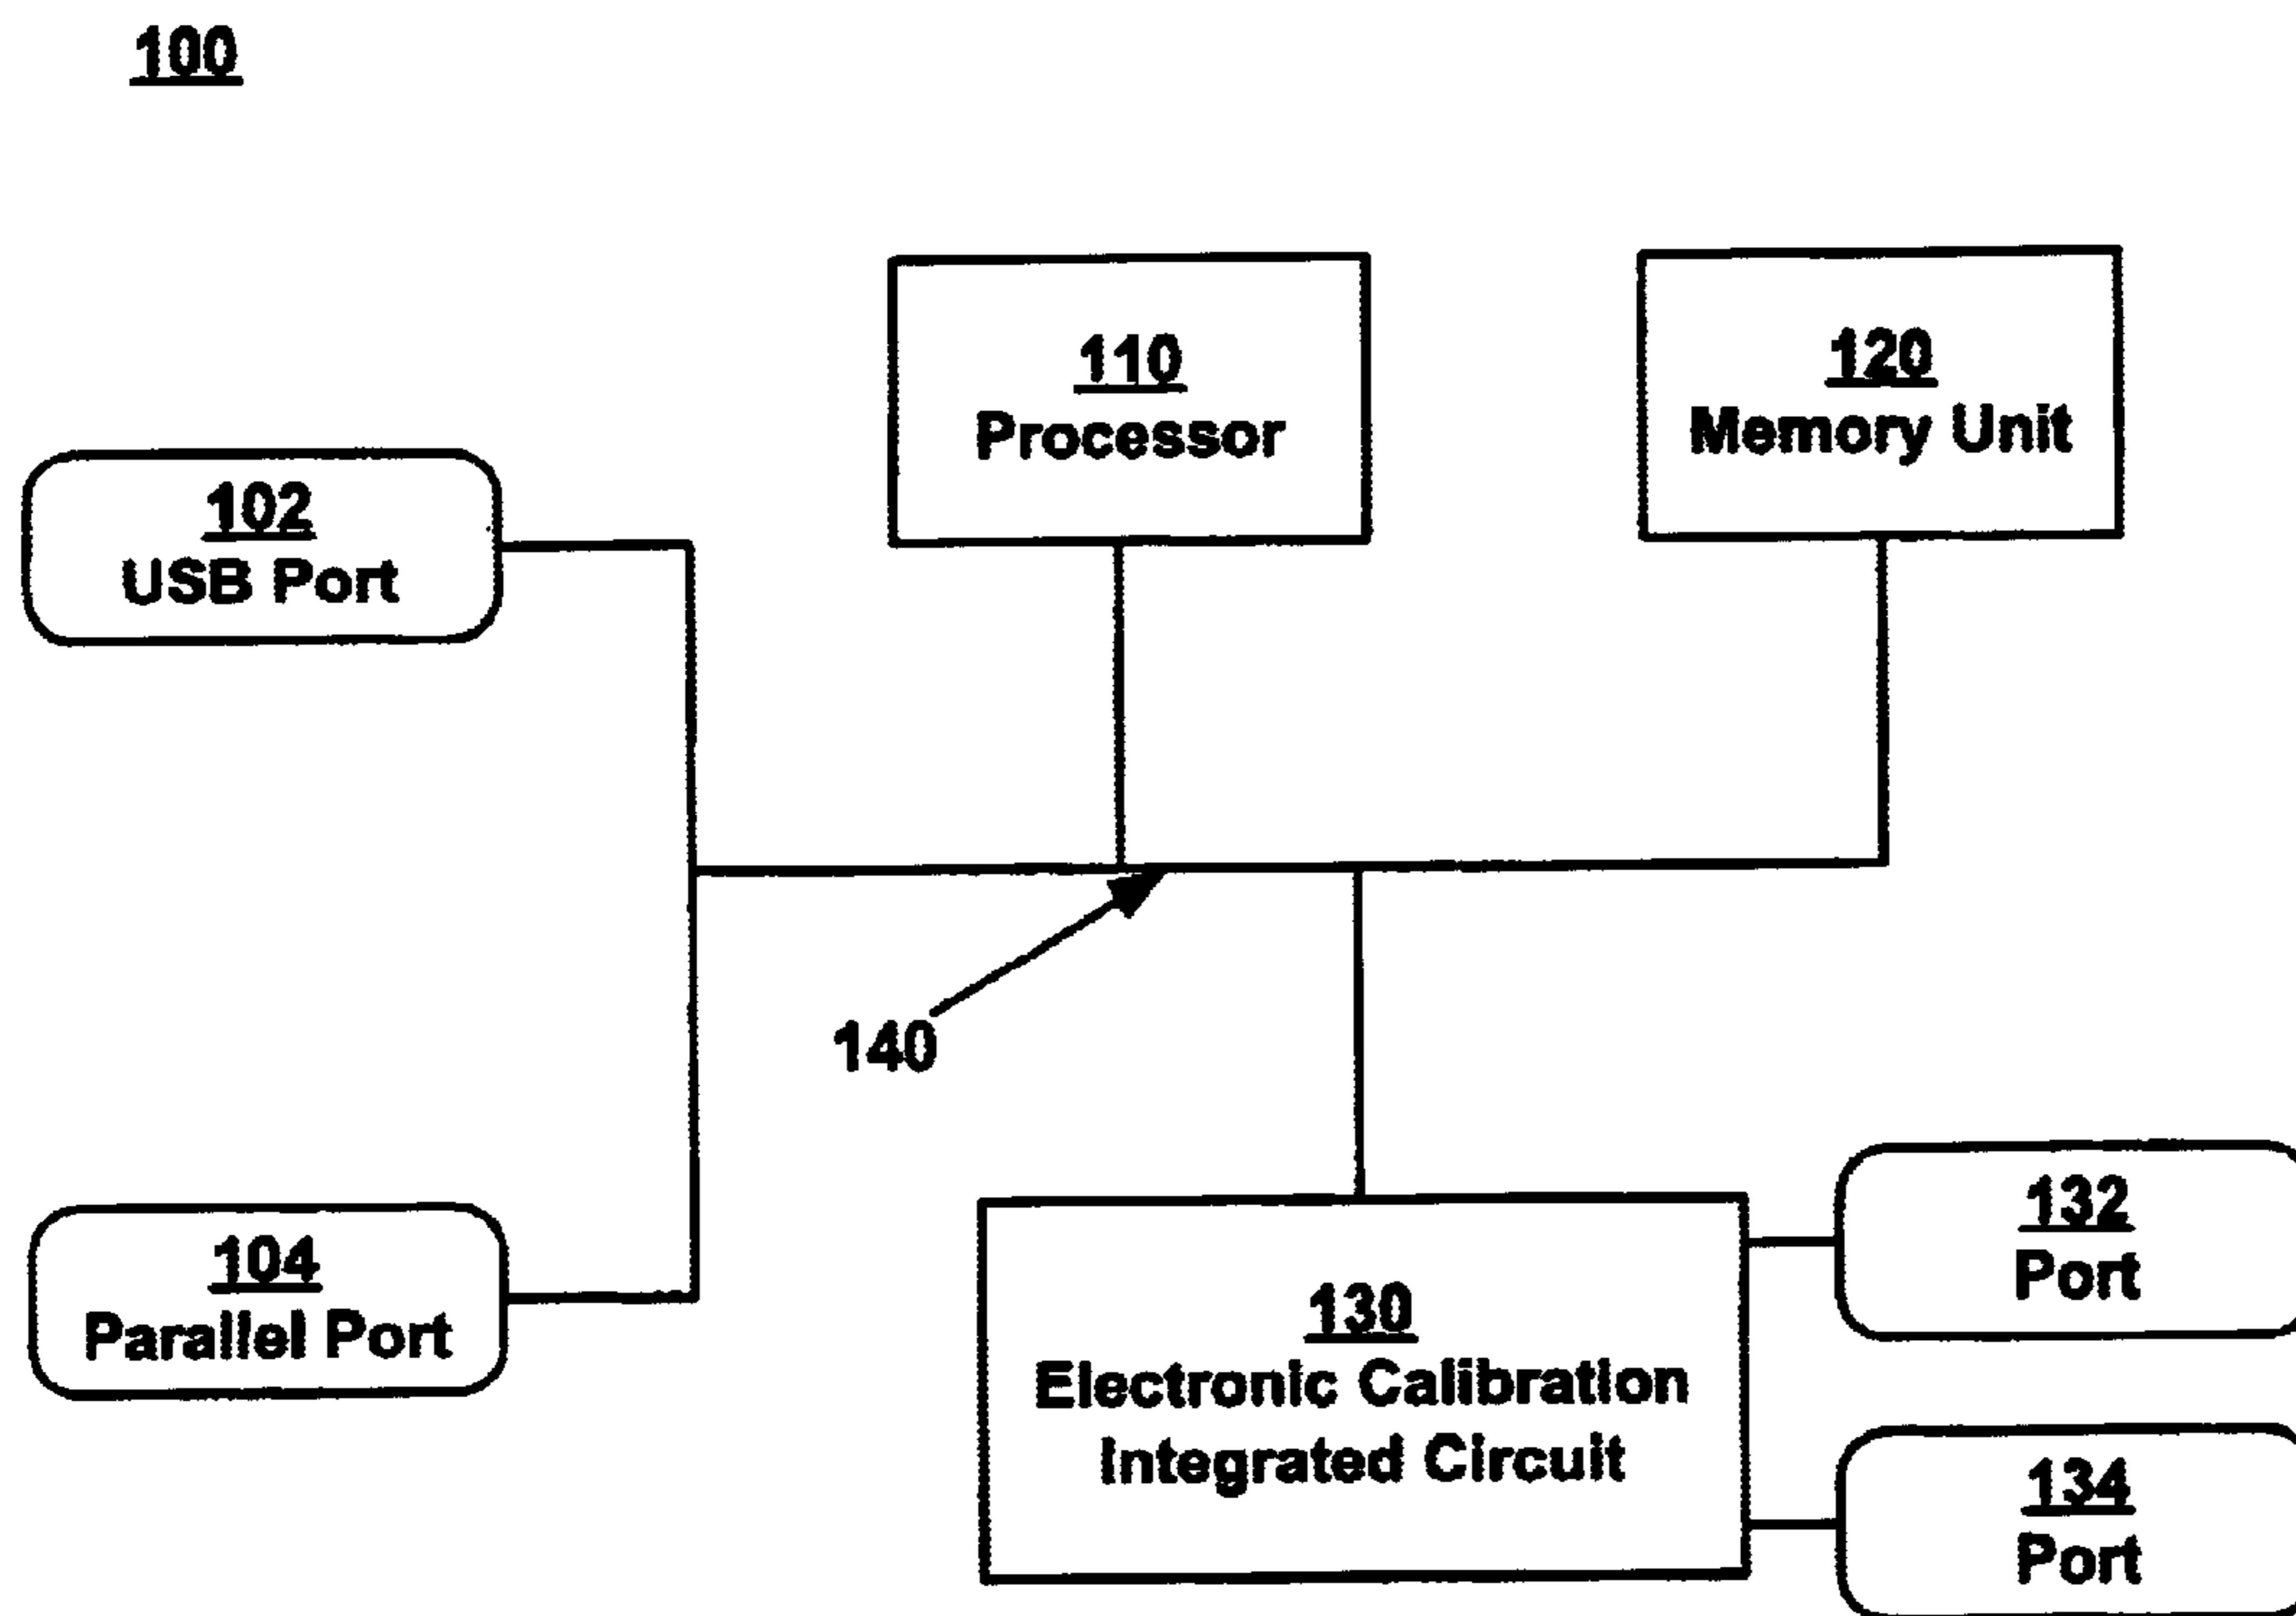 100
110
Processor
120
Memory Unit
102
USB Port
140
104
Parallel Port
130
Electronic Calibration
Integrated Circuit
132
Port
134
Port